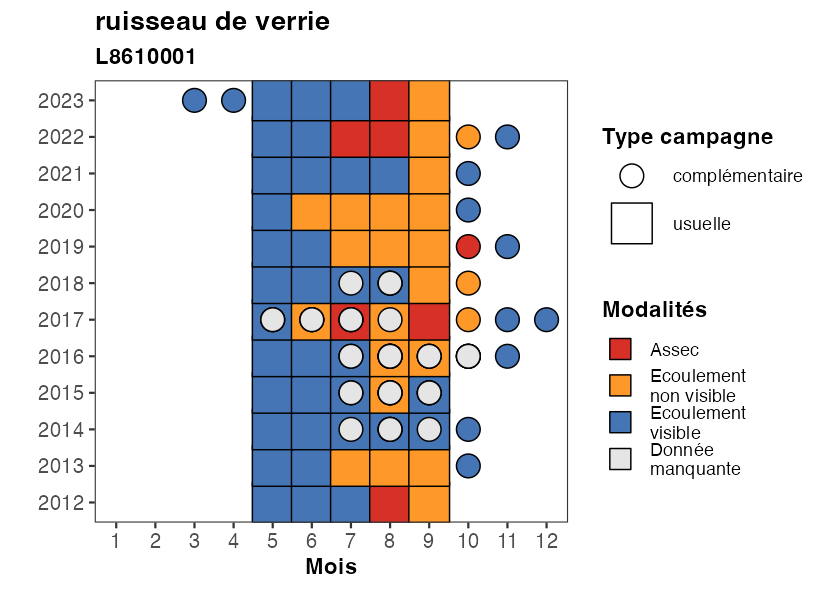 ruisseau de verrie
L8610001
2023
2022
2021
2020
2019
2018
2017
2016
2015
2014
2013
2012
1 2 3 4 5 6 7 8 9 10 11 12
Mois
Type campagne
complémentaire
usuelle
Modalités
Assec
Ecoulement
non visible
Ecoulement
visible
Donnée
manquante